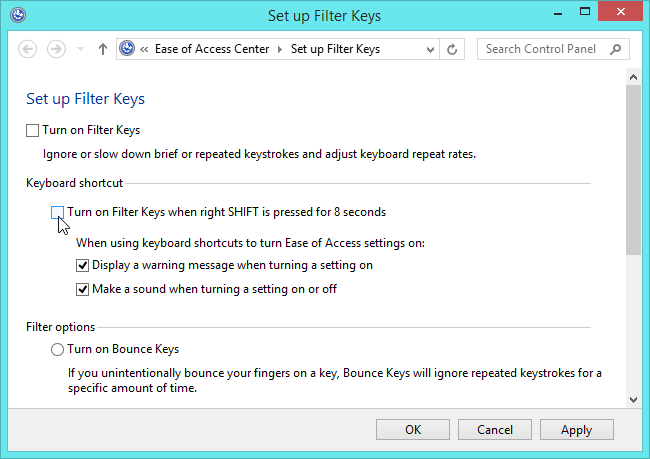 Set up Filter Keys
« Ease of Access Center Set up Filter Keys Search Control Panel
Set up Filter Keys
Turn on Filter Keys
Ignore or slow down brief or repeated keystrokes and adjust keyboard repeat rates.
Keyboard shortcut
Turn on Filter Keys when right SHIFT is pressed for 8 seconds
When using keyboard shortcuts to turn Ease of Access settings on:
Display a warning message when turning a setting on
Make a sound when turning a setting on or off
Filter options
Turn on Bounce Keys
If you unintentionally bounce your fingers on a key, Bounce Keys will ignore repeated keystrokes for a
specific amount of time.
OK Cancel Apply